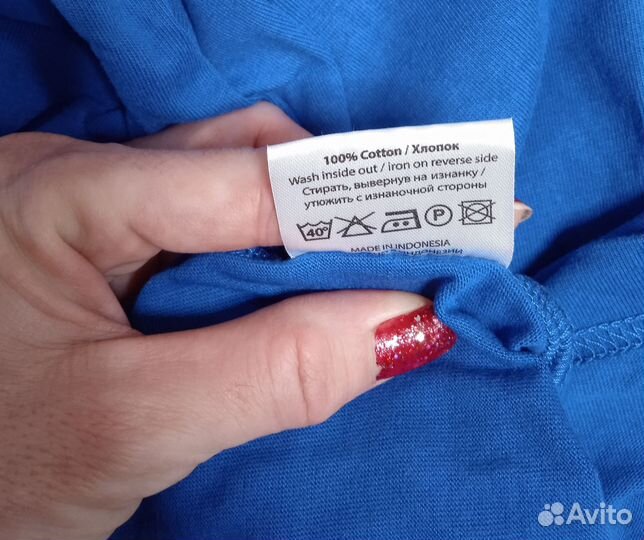 100% Cotton / Хлопок
Wash inside out / iron on reverse side
Стирать, вывернув на изнанку /
утюжить с изнаночной стороны
40° P
MADE IN INDONESIA
Avito